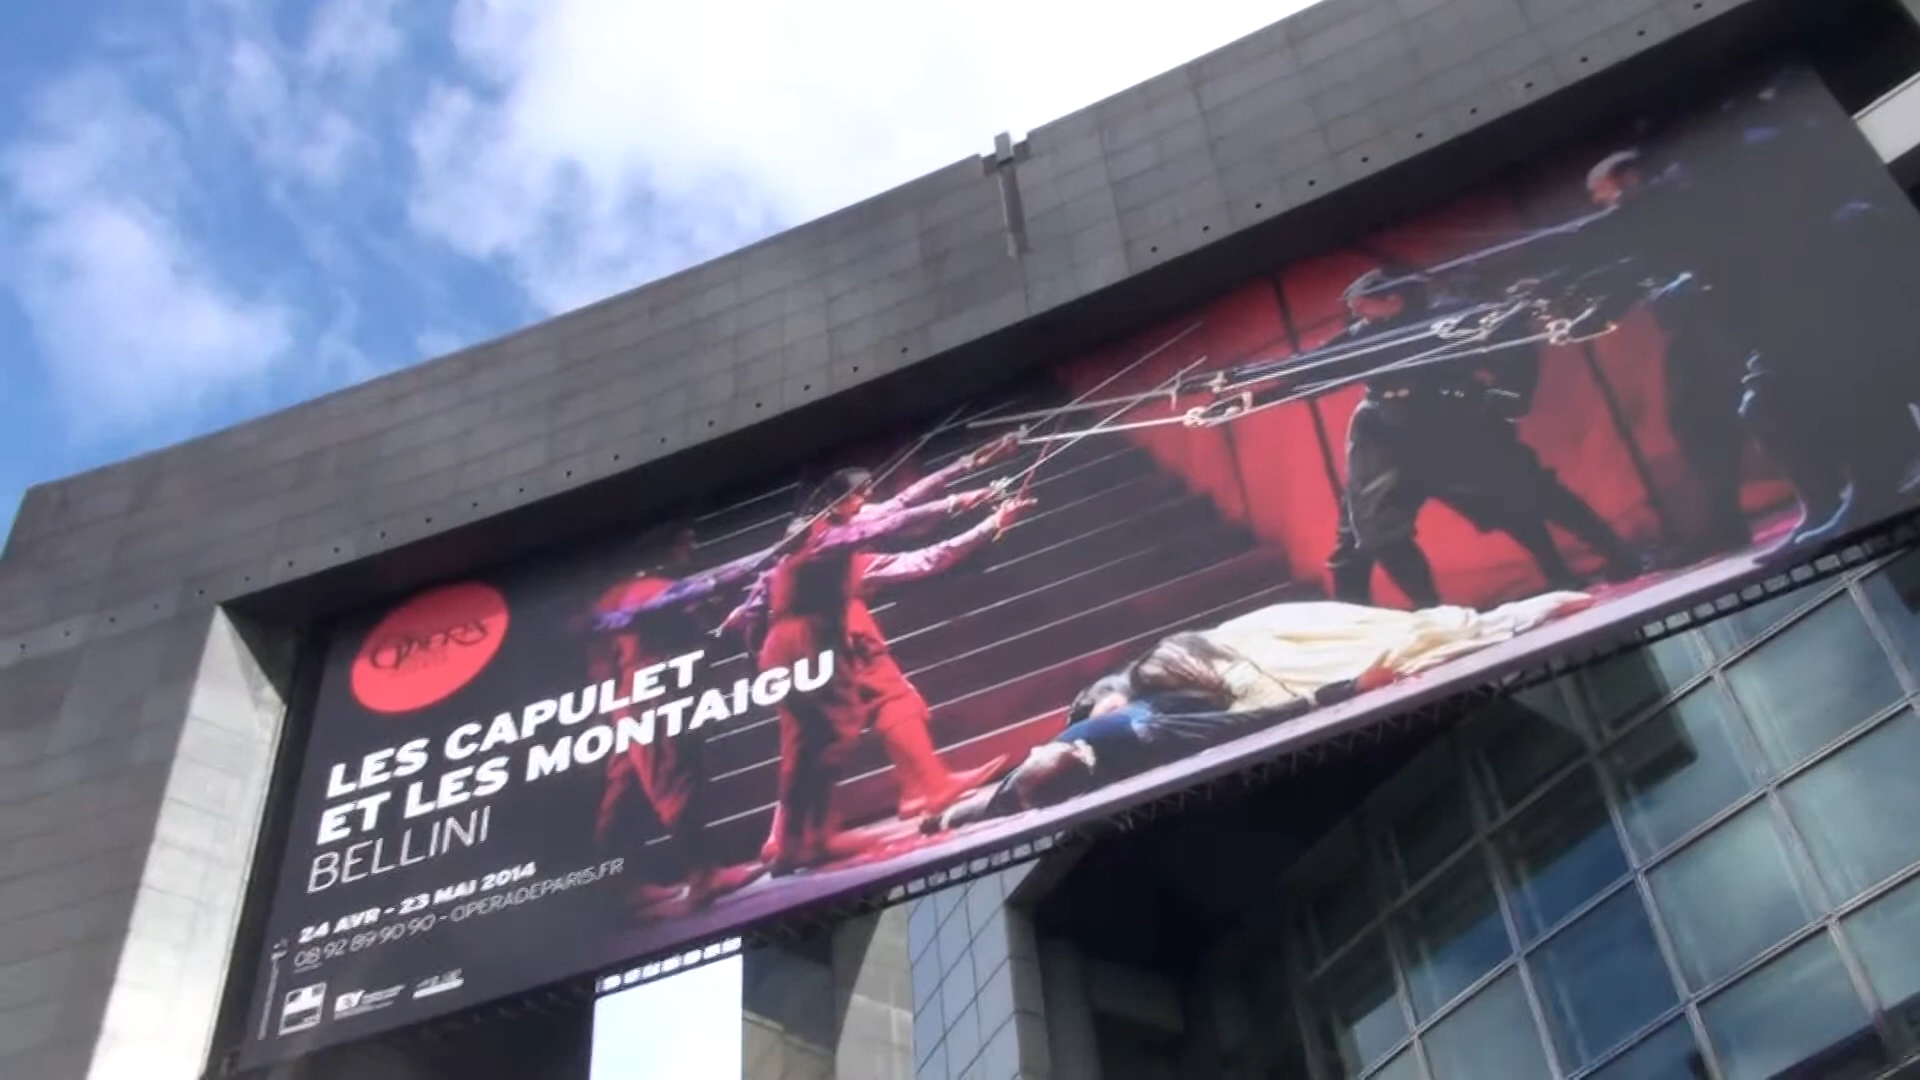 OPERA
LES CAPULET
ET LES MONTAIGU
BELLINI
24 AVR - 23 MAI 2014
08 92 89 90 90 - OPERADEPARIS.FR
EY